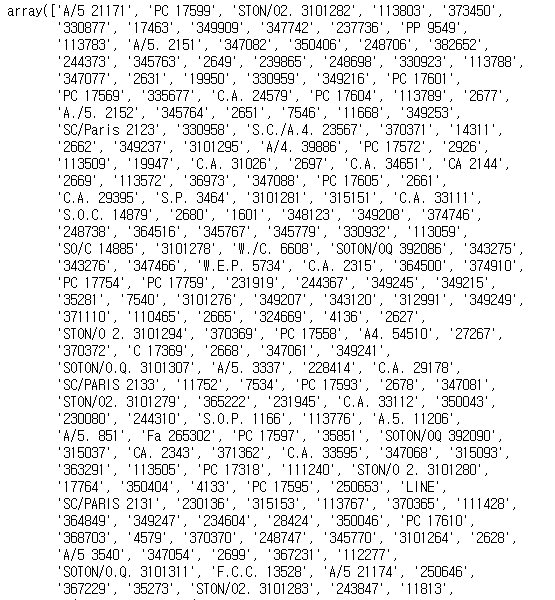 array(['A/5 21171', 'PC 17599', 'STON/O2. 3101282', '113803', '373450',
'330877', '17463', '349909', '347742', '237736', 'PP 9549',
'113783', 'A/5. 2151', '347082', '350406', '248706', '382652',
'244373', '345763', '2649', '239865', '248698', '330923', '113788',
'347077', '2631', '19950', '330959', '349216', 'PC 17601',
'PC 17569', '335677', 'C.A. 24579', 'PC 17604', '113789', '2677',
'A./5. 2152', '345764', '2651', '7546', '11668', '349253',
'SC/Paris 2123', '330958', 'S.C./A.4. 23567', '370371', '14311',
'2662', '349237', '3101295', 'A/4. 39886', 'PC 17572', '2926',
'113509', '19947', 'C.A. 31026', '2697', 'C.A. 34651', 'CA 2144',
'2669', '113572', '36973', '347088', 'PC 17605', '2661',
'C.A. 29395', 'S.P. 3464', '3101281', '315151', 'C.A. 33111',
'S.O.C. 14879', '2680', '1601', '348123', '349208', '374746',
'248738', '364516', '345767', '345779', '330932', '113059',
'SO/C 14885', '3101278', 'W./C. 6608', 'SOTON/OQ 392086', '343275',
'343276', '347466', 'W.E.P. 5734', 'C.A. 2315', '364500', '374910',
'PC 17754', 'PC 17759', '231919', '244367', '349245', '349215',
'35281', '7540', '3101276', '349207', '343120', '312991', '349249',
'371110', '110465', '2665', '324669', '4136', '2627',
'STON/O 2. 3101294', '370369', 'PC 17558', 'A4. 54510', '27267',
'370372', 'C 17369', '2668', '347061', '349241',
'SOTON/O.Q. 3101307', 'A/5. 3337', '228414', 'C.A. 29178',
'SC/PARIS 2133', '11752', '7534', 'PC 17593', '2678', '347081',
'STON/O2. 3101279', '365222', '231945', 'C.A. 33112', '350043',
'230080', '244310', 'S.O.P. 1166', '113776', 'A.5. 11206',
'A/5. 851', 'Fa 265302', 'PC 17597', '35851', 'SOTON/OQ 392090',
'315037', 'CA. 2343', '371362', 'C.A. 33595', '347068', '315093',
'363291', '113505', 'PC 17318', '111240', 'STON/O 2. 3101280',
'17764', '350404', '4133', 'PC 17595', '250653', 'LINE',
'SC/PARIS 2131', '230136', '315153', '113767', '370365', '111428',
'364849', '349247', '234604', '28424', '350046', 'PC 17610',
'368703', '4579', '370370', '248747', '345770', '3101264', '2628',
'A/5 3540', '347054', '2699', '367231', '112277',
'SOTON/O.Q. 3101311', 'F.C.C. 13528', 'A/5 21174', '250646',
'367229', '35273', 'STON/O2. 3101283', '243847', '11813',